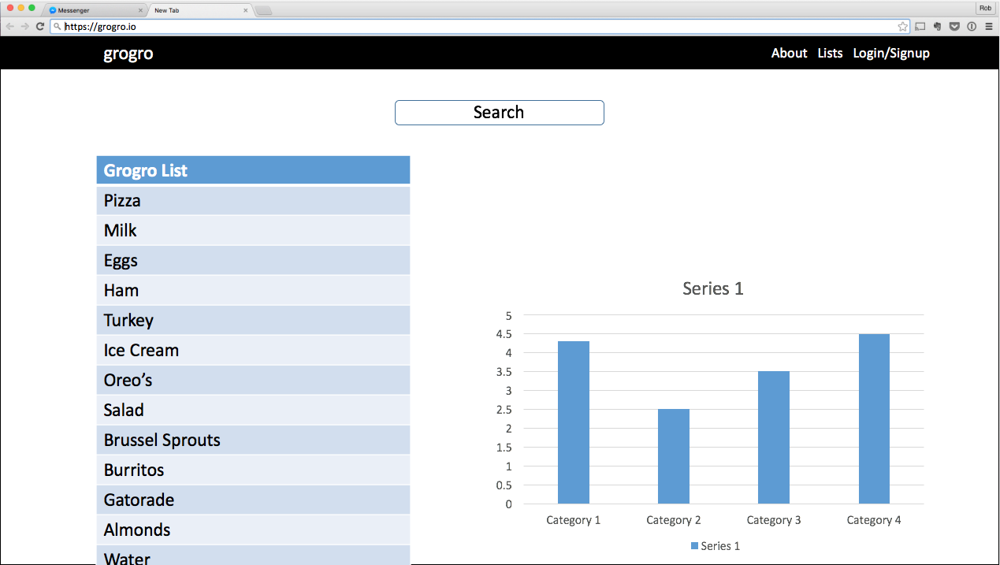 Messenger
New Tab
Rob
https://grogro.io
grogro
About Lists Login/Signup
Search
Grogro List
Pizza
Milk
Eggs
Ham
Turkey
Ice Cream
Oreo’s
Salad
Brussel Sprouts
Burritos
Gatorade
Almonds
Water
Series 1
5
4.5
4
3.5
3
2.5
2
1.5
1
0.5
0
Category 1 Category 2 Category 3 Category 4
Series 1